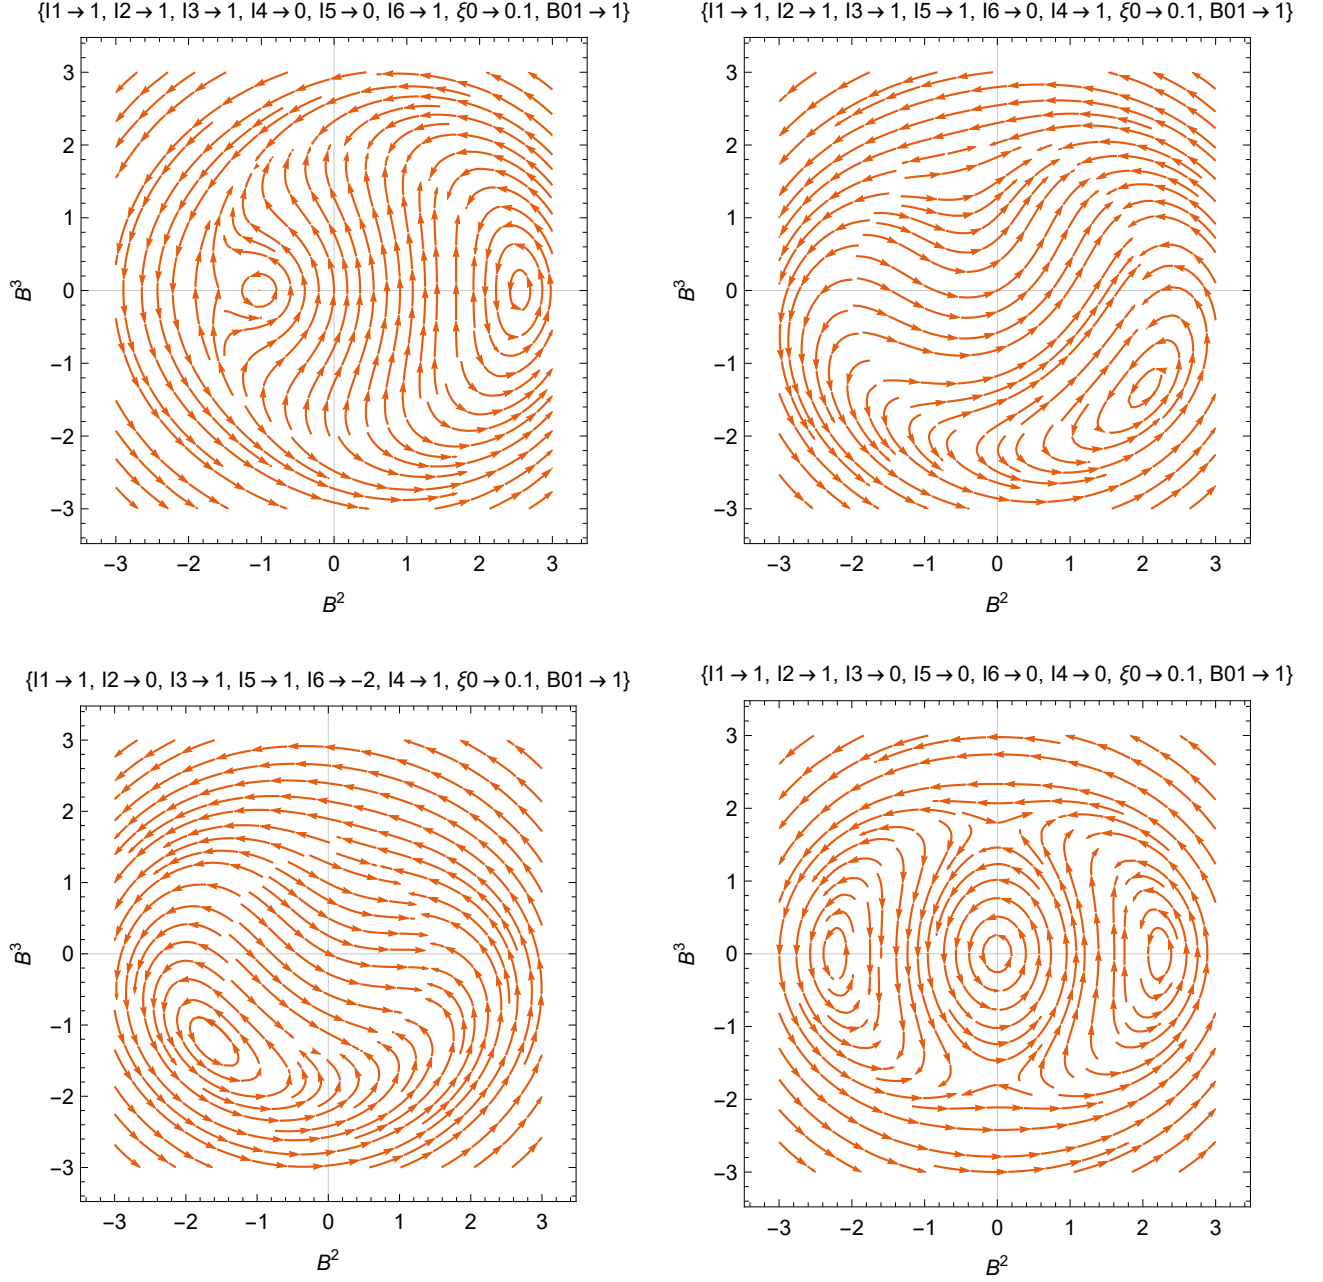 {I1→1, I2→1, I3→1, I4→0, I5→0, I6→1, ξ0→0.1, B01→1}
3
2
1
0
−1
−2
−3
B³
−3 −2 −1 0 1 2 3
B²
{I1→1, I2→1, I3→1, I5→1, I6→0, I4→1, ξ0→0.1, B01→1}
3
2
1
0
−1
−2
−3
B³
−3 −2 −1 0 1 2 3
B²
{I1→1, I2→0, I3→1, I5→1, I6→−2, I4→1, ξ0→0.1, B01→1}
3
2
1
0
−1
−2
−3
B³
−3 −2 −1 0 1 2 3
B²
{I1→1, I2→1, I3→0, I5→0, I6→0, I4→0, ξ0→0.1, B01→1}
3
2
1
0
−1
−2
−3
B³
−3 −2 −1 0 1 2 3
B²